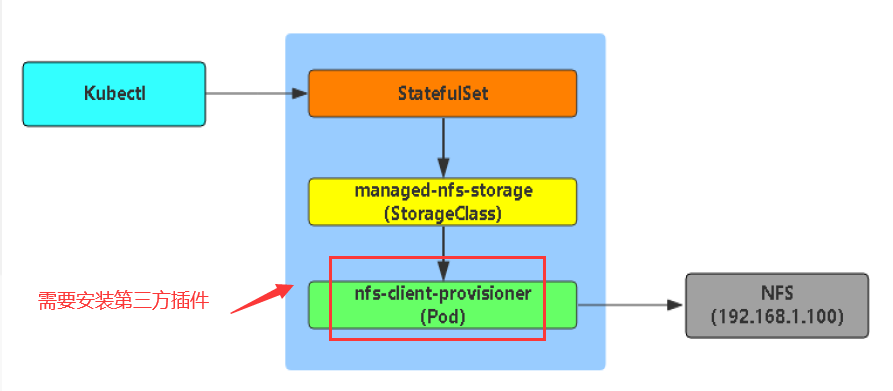 Kubectl
StatefulSet
managed-nfs-storage
(StorageClass)
需要安装第三方插件
nfs-client-provisioner
(Pod)
NFS
(192.168.1.100)